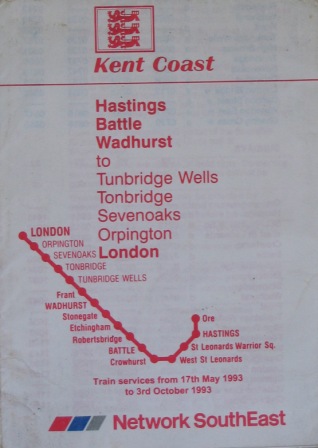 Kent Coast
Hastings
Battle
Wadhurst
to
Tunbridge Wells
Tonbridge
Sevenoaks
Orpington
London
LONDON
ORPINGTON
SEVENOAKS
TONBRIDGE
TUNBRIDGE WELLS
Frant
WADHURST
Stonegate
Etchingham
Robertsbridge
BATTLE
Crowhurst
West St Leonards
St Leonards Warrior Sq.
HASTINGS
Ore
Train services from 17th May 1993
to 3rd October 1993
Network SouthEast